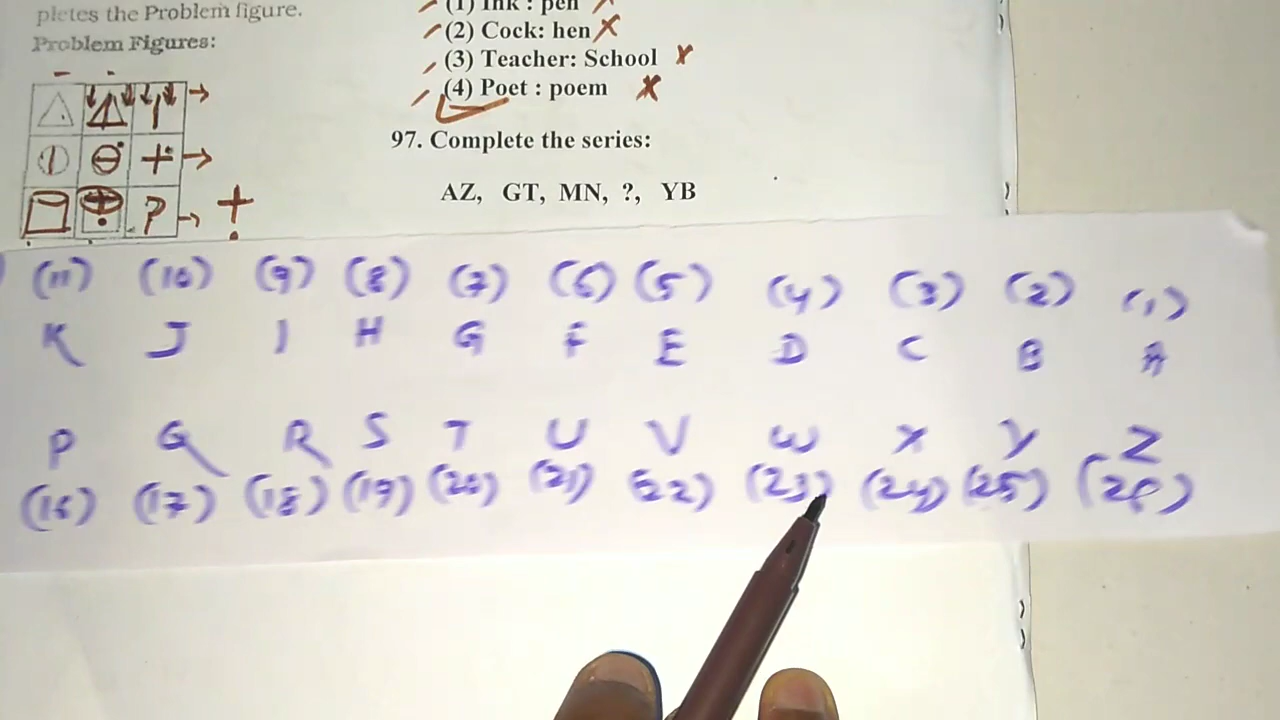 pletes the Problem figure.
Problem Figures:
?
(1) Ink : pen
(2) Cock: hen
(3) Teacher: School
(4) Poet : poem
97. Complete the series:
AZ, GT, MN, ?, YB
(11) (10) (9) (8) (7) (6) (5) (4) (3) (2) (1)
K J I H G F E D C B A
P Q R S T U V W X Y Z
(16) (17) (18) (19) (20) (21) (22) (23) (24) (25) (26)